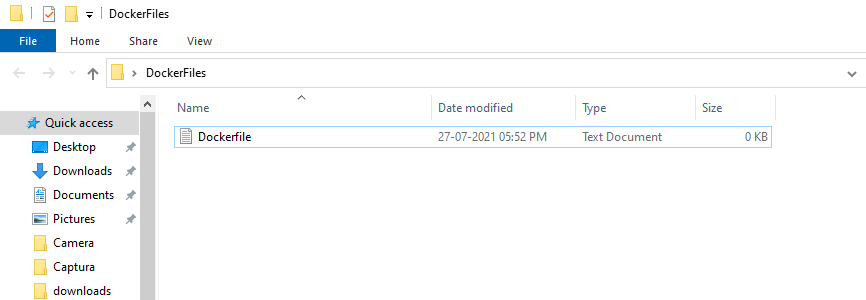 DockerFiles
File Home Share View
DockerFiles
Name Date modified Type Size
Quick access
Dockerfile 27-07-2021 05:52 PM Text Document 0 KB
Desktop
Downloads
Documents
Pictures
Camera
Captura
downloads